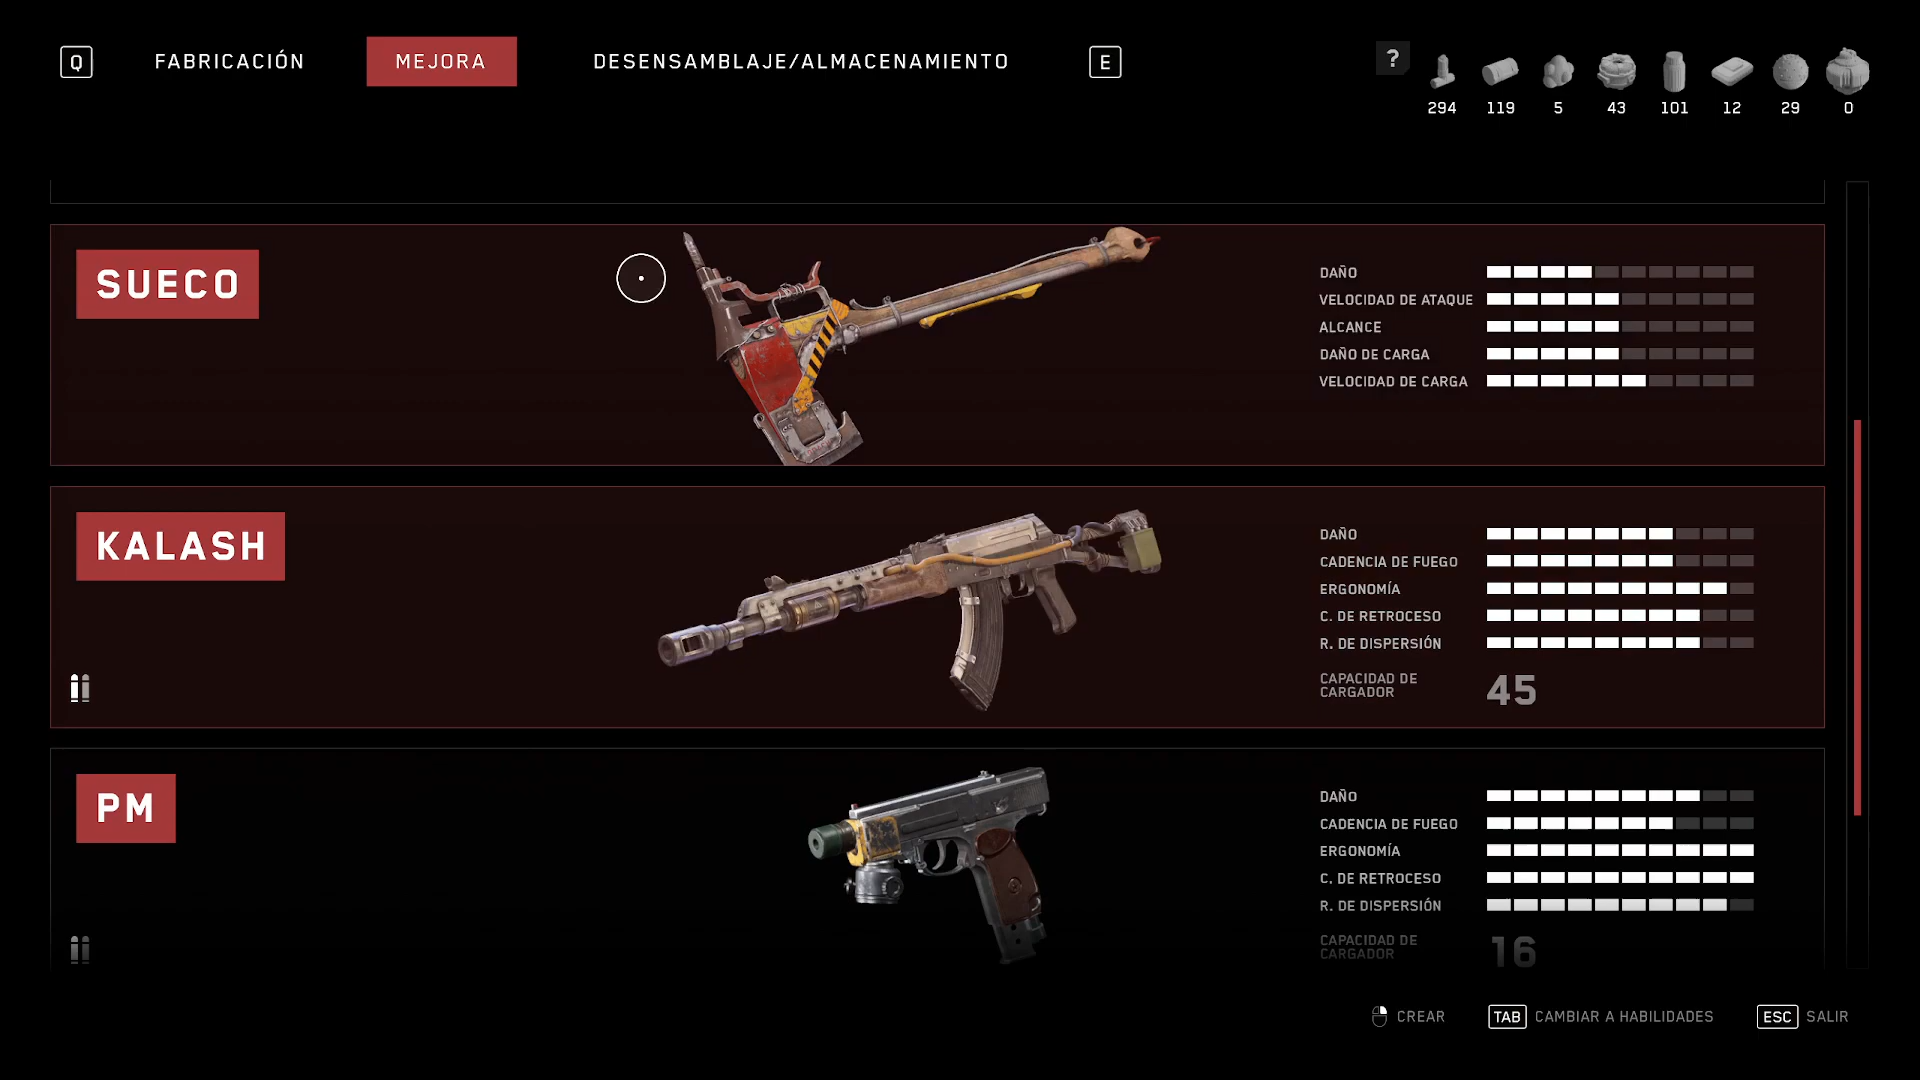 Q
FABRICACIÓN
MEJORA
DESENSAMBLAJE/ALMACENAMIENTO
E
?
294
119
5
43
101
12
29
0
SUECO
DAÑO
VELOCIDAD DE ATAQUE
ALCANCE
DAÑO DE CARGA
VELOCIDAD DE CARGA
KALASH
DAÑO
CADENCIA DE FUEGO
ERGONOMÍA
C. DE RETROCESO
R. DE DISPERSIÓN
CAPACIDAD DE
CARGADOR
45
PM
DAÑO
CADENCIA DE FUEGO
ERGONOMÍA
C. DE RETROCESO
R. DE DISPERSIÓN
CAPACIDAD DE
CARGADOR
16
CREAR
TAB CAMBIAR A HABILIDADES
ESC SALIR